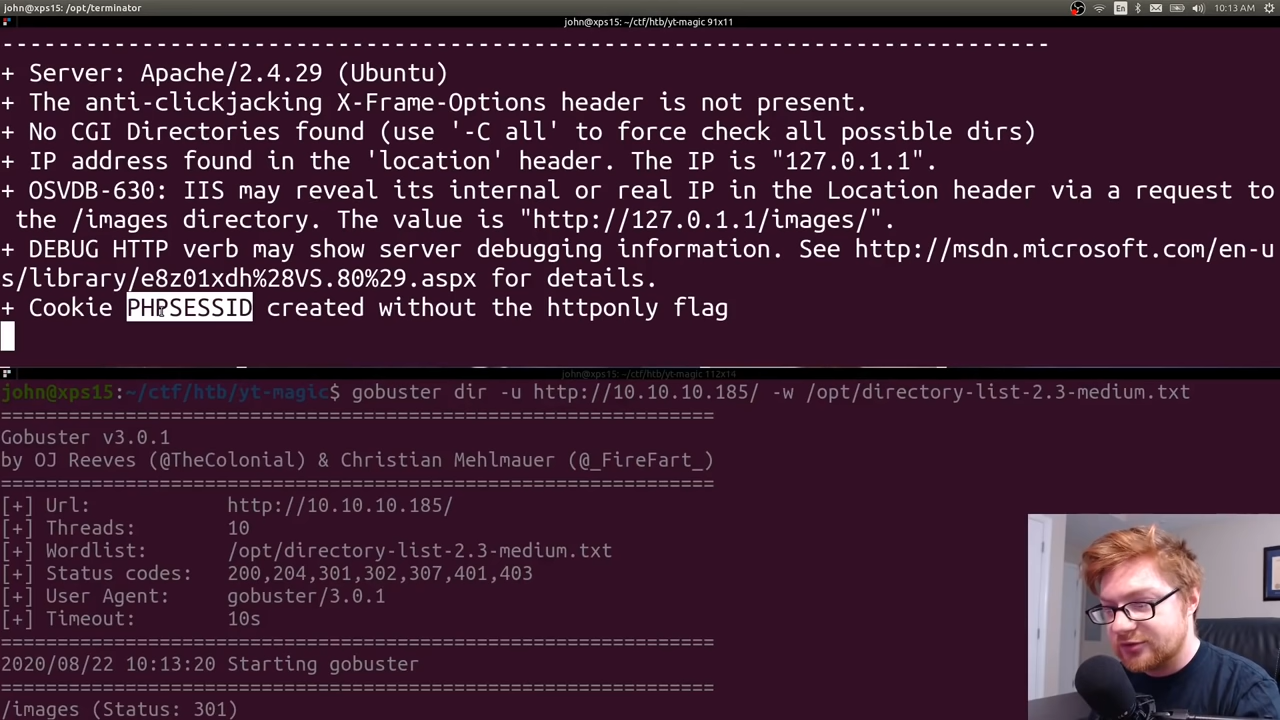 john@xps15: /opt/terminator
En
10:13 AM
john@xps15: ~/ctf/htb/yt-magic 91x11
---------------------------------------------------------------------------
+ Server: Apache/2.4.29 (Ubuntu)
+ The anti-clickjacking X-Frame-Options header is not present.
+ No CGI Directories found (use '-C all' to force check all possible dirs)
+ IP address found in the 'location' header. The IP is "127.0.1.1".
+ OSVDB-630: IIS may reveal its internal or real IP in the Location header via a request to
the /images directory. The value is "http://127.0.1.1/images/".
+ DEBUG HTTP verb may show server debugging information. See http://msdn.microsoft.com/en-u
s/library/e8z01xdh%28VS.80%29.aspx for details.
+ Cookie PHPSESSID created without the httponly flag
john@xps15: ~/ctf/htb/yt-magic 112x14
john@xps15:~/ctf/htb/yt-magic$ gobuster dir -u http://10.10.10.185/ -w /opt/directory-list-2.3-medium.txt
===============================================================
Gobuster v3.0.1
by OJ Reeves (@TheColonial) & Christian Mehlmauer (@_FireFart_)
===============================================================
[+] Url: http://10.10.10.185/
[+] Threads: 10
[+] Wordlist: /opt/directory-list-2.3-medium.txt
[+] Status codes: 200,204,301,302,307,401,403
[+] User Agent: gobuster/3.0.1
[+] Timeout: 10s
===============================================================
2020/08/22 10:13:20 Starting gobuster
===============================================================
/images (Status: 301)